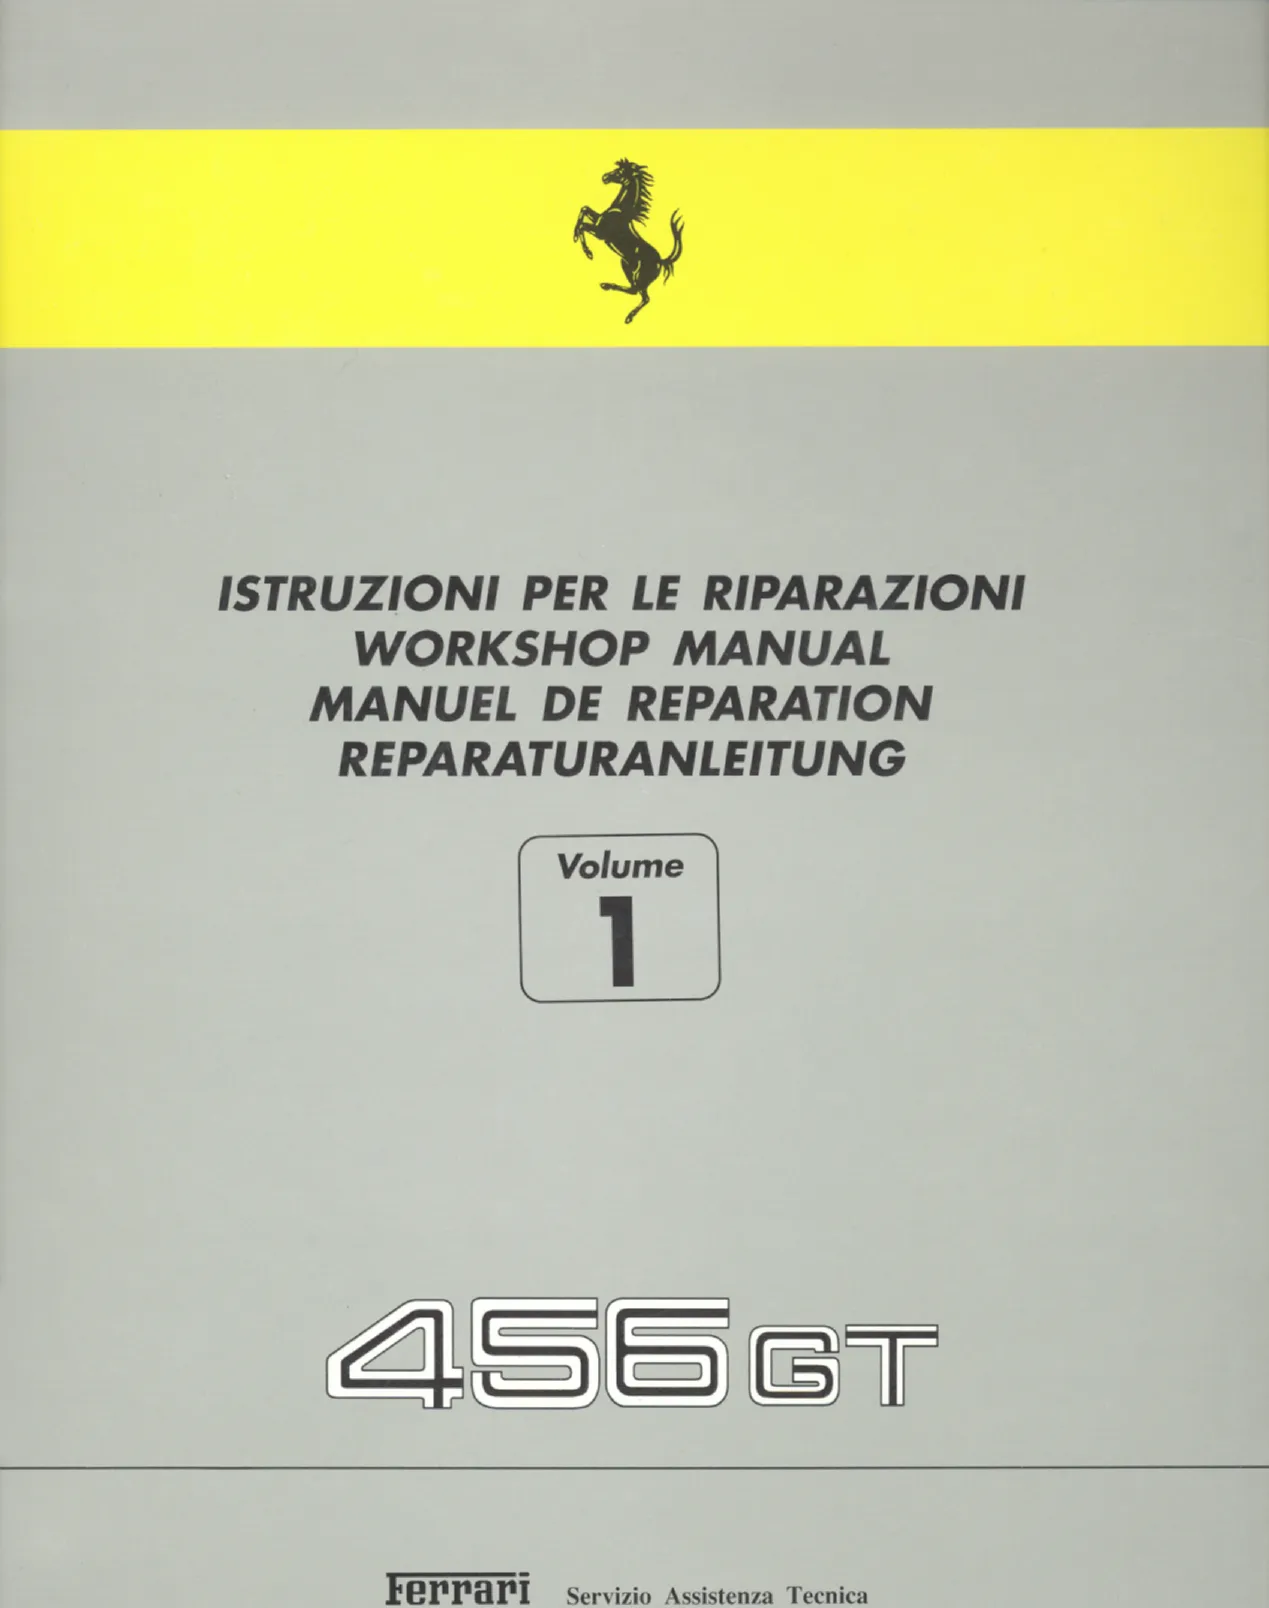 ISTRUZIONI PER LE RIPARAZIONI
WORKSHOP MANUAL
MANUEL DE REPARATION
REPARATURANLEITUNG
Volume
1
456 GT
Ferrari Servizio Assistenza Tecnica